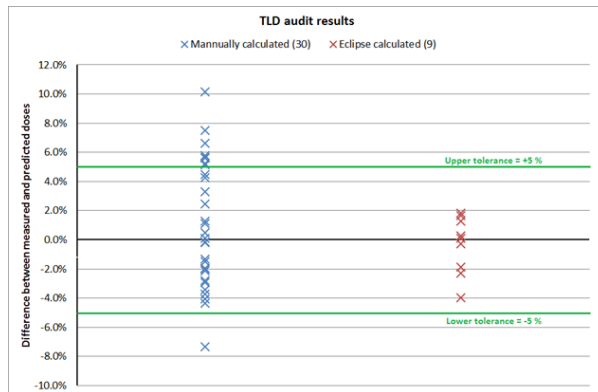 TLD audit results
Mannually calculated (30) Eclipse calculated (9)
Difference between measured and predicted doses
12.0%
10.0%
8.0%
6.0%
4.0%
2.0%
0.0%
-2.0%
-4.0%
-6.0%
-8.0%
-10.0%
Upper tolerance = +5 %
Lower tolerance = -5 %